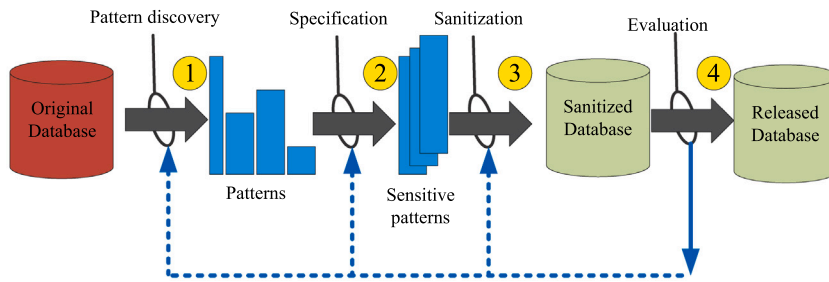 Pattern discovery
Specification
Sanitization
Evaluation
1
2
3
4
Original
Database
Sanitized
Database
Released
Database
Patterns
Sensitive
patterns